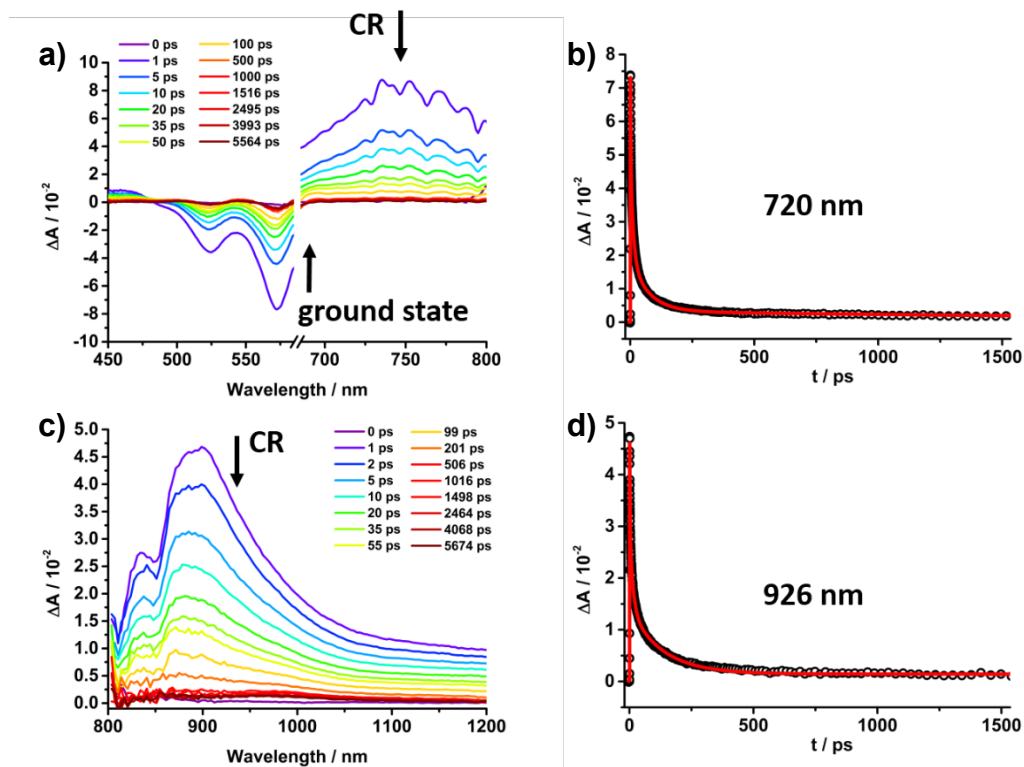 a)
CR
0 ps 100 ps
1 ps 500 ps
5 ps 1000 ps
10 ps 1516 ps
20 ps 2495 ps
35 ps 3993 ps
50 ps 5564 ps
10
8
6
4
2
0
-2
-4
-6
-8
-10
ΔA / 10⁻²
ground state
450 500 550 700 750 800
Wavelength / nm
b)
8
7
6
5
4
3
2
1
0
ΔA / 10⁻²
720 nm
0 500 1000 1500
t / ps
c)
CR
0 ps 99 ps
1 ps 201 ps
2 ps 506 ps
5 ps 1016 ps
10 ps 1498 ps
20 ps 2464 ps
35 ps 4068 ps
55 ps 5674 ps
5.0
4.5
4.0
3.5
3.0
2.5
2.0
1.5
1.0
0.5
0.0
ΔA / 10⁻²
800 900 1000 1100 1200
Wavelength / nm
d)
5
4
3
2
1
0
ΔA / 10⁻²
926 nm
0 500 1000 1500
t / ps